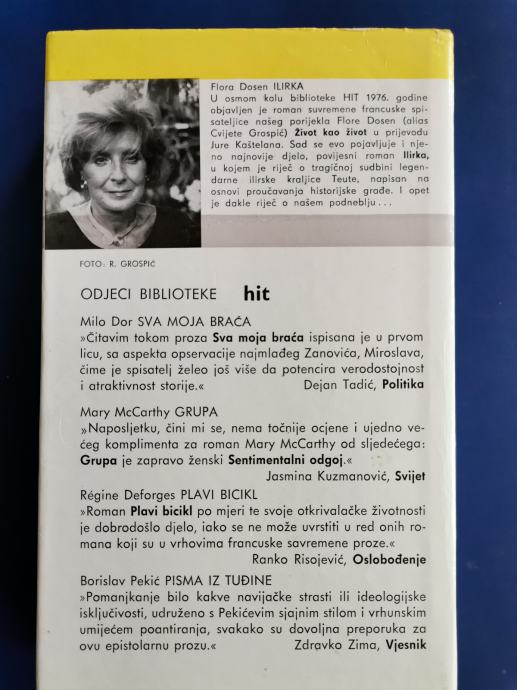 Flora Dosen ILIRKA
U osmom kolu biblioteke HIT 1976. godine
objavljen je roman suvremene francuske spi-
sateljice našeg porijekla Flore Dosen (alias
Cvijete Grospić) Život kao život u prijevodu
Jure Kaštelana. Sad se evo pojavljuje i nje-
no najnovije djelo, povijesni roman Ilirka,
u kojem je riječ o tragičnoj sudbini legen-
darne ilirske kraljice Teute, napisan na
osnovi proučavanja historijske građe. I opet
je dakle riječ o našem podneblju...
FOTO: R. GROSPIĆ
ODJECI BIBLIOTEKE hit
Milo Dor SVA MOJA BRAĆA
»Čitavim tokom proza Sva moja braća ispisana je u prvom
licu, sa aspekta opservacije najmlađeg Zanovića, Miroslava,
čime je spisatelj želeo još više da potencira verodostojnost
i atraktivnost storije.« Dejan Tadić, Politika
Mary McCarthy GRUPA
»Naposljetku, čini mi se, nema točnije ocjene i ujedno ve-
ćeg komplimenta za roman Mary McCarthy od sljedećega:
Grupa je zapravo ženski Sentimentalni odgoj.«
Jasmina Kuzmanović, Svijet
Régine Deforges PLAVI BICIKL
»Roman Plavi bicikl po mjeri te svoje otkrivalačke životnosti
je dobrodošlo djelo, iako se ne može uvrstiti u red onih ro-
mana koji su u vrhovima francuske savremene proze.«
Ranko Risojević, Oslobođenje
Borislav Pekić PISMA IZ TUĐINE
»Pomanjkanje bilo kakve navijačke strasti ili ideologijske
isključivosti, udruženo s Pekićevim sjajnim stilom i vrhunskim
umijećem poantiranja, svakako su dovoljna preporuka za
ovu epistolarnu prozu.« Zdravko Zima, Vjesnik